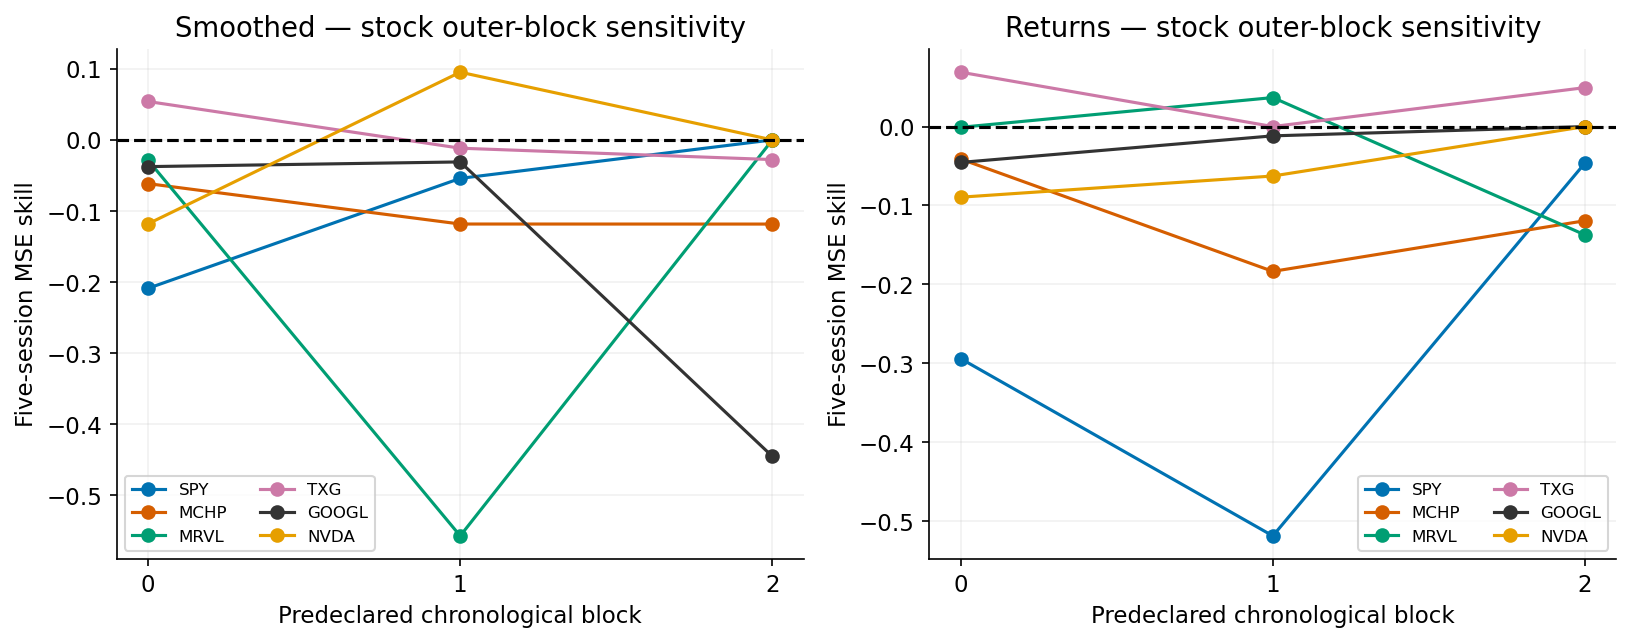 Smoothed — stock outer-block sensitivity
Five-session MSE skill
0.1
0.0
−0.1
−0.2
−0.3
−0.4
−0.5
SPY
MCHP
MRVL
TXG
GOOGL
NVDA
0 1 2
Predeclared chronological block
Returns — stock outer-block sensitivity
Five-session MSE skill
0.0
−0.1
−0.2
−0.3
−0.4
−0.5
SPY
MCHP
MRVL
TXG
GOOGL
NVDA
0 1 2
Predeclared chronological block